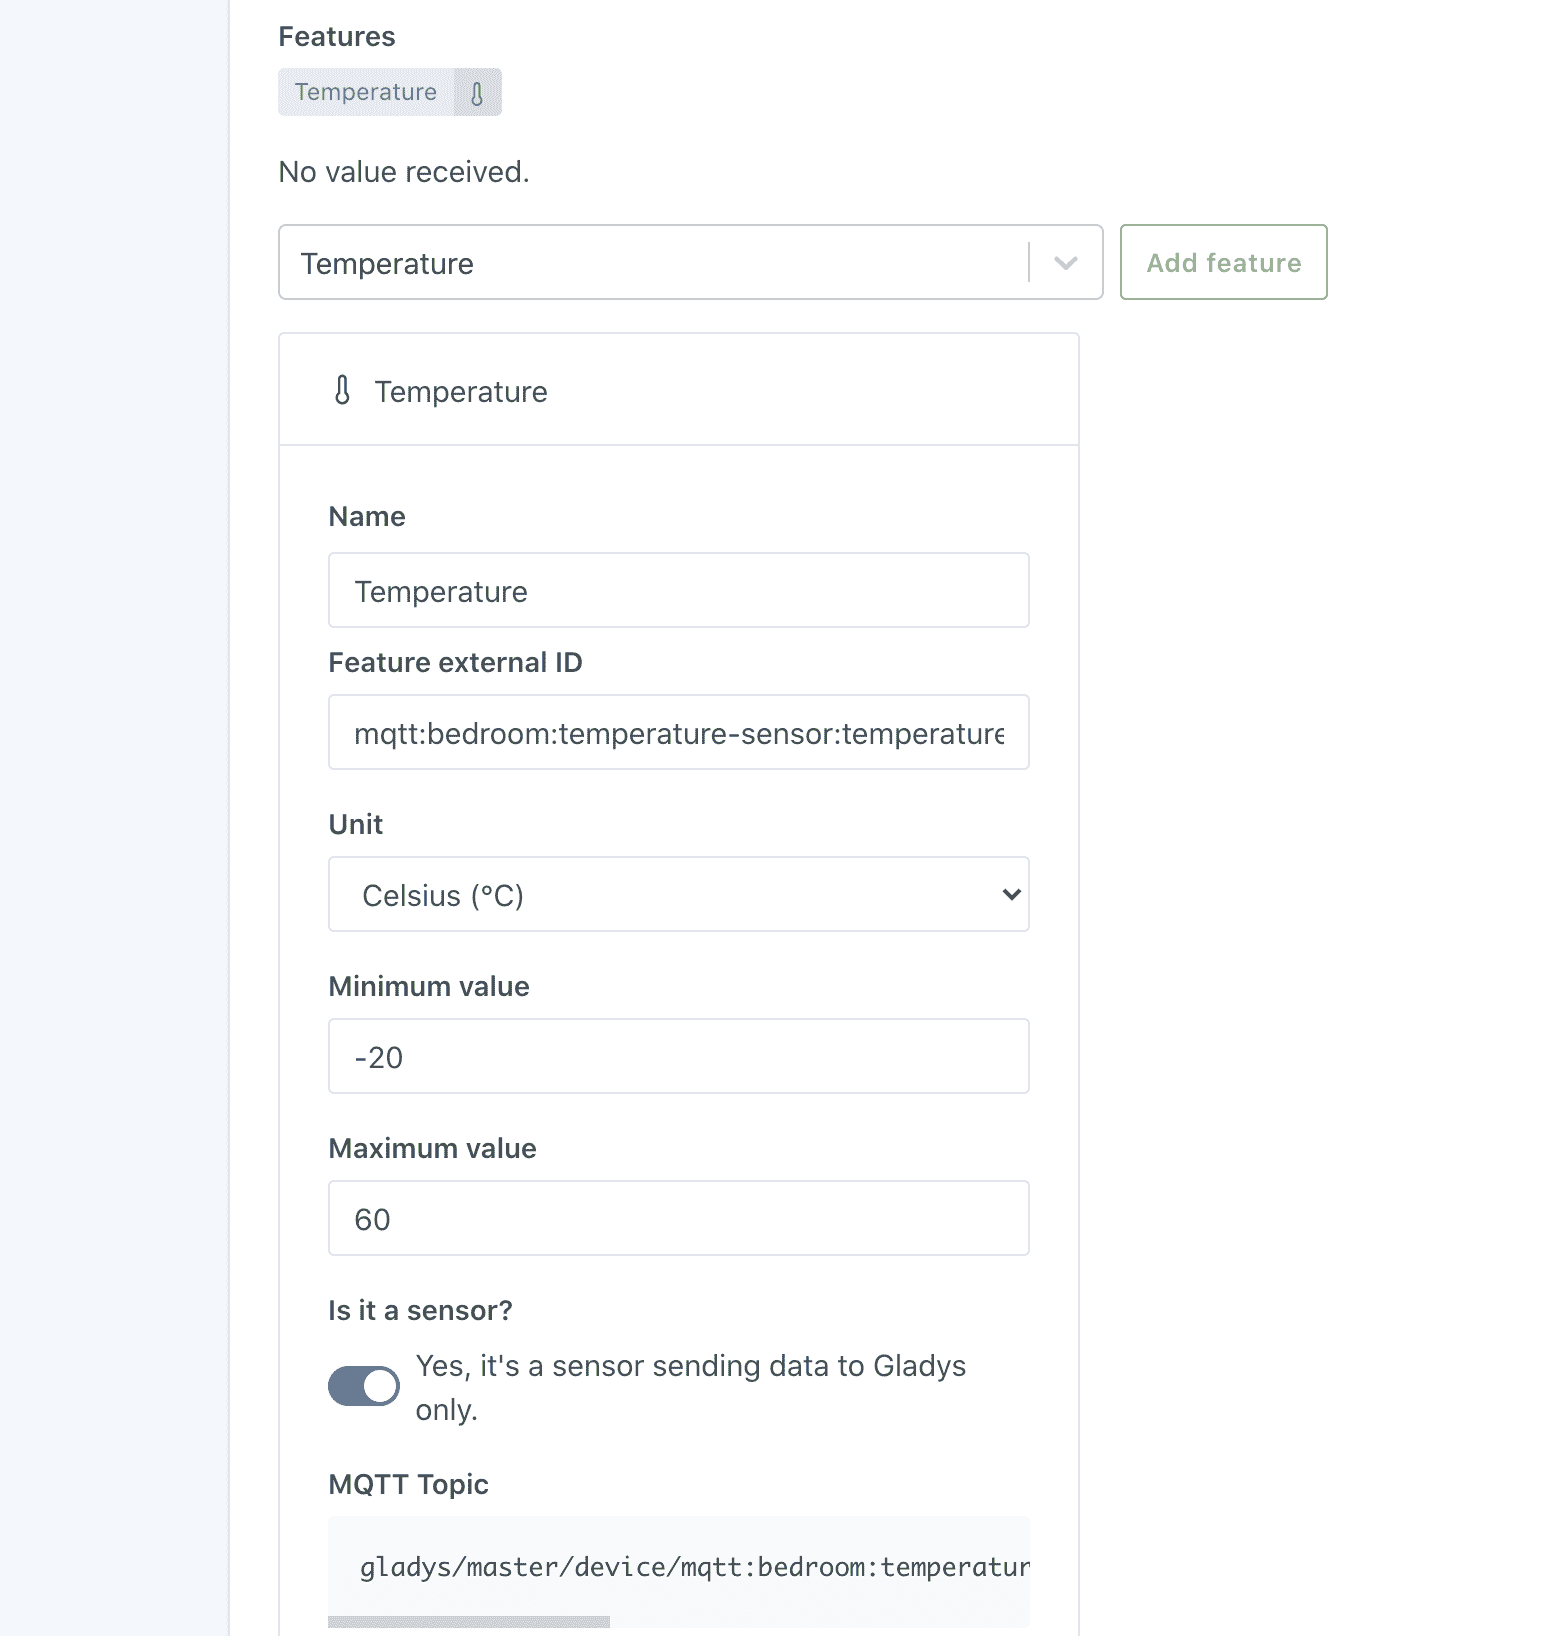 Features
Temperature
No value received.
Temperature
Add feature
Temperature
Name
Temperature
Feature external ID
mqtt:bedroom:temperature-sensor:temperature
Unit
Celsius (°C)
Minimum value
-20
Maximum value
60
Is it a sensor?
Yes, it's a sensor sending data to Gladys
only.
MQTT Topic
gladys/master/device/mqtt:bedroom:temperatur